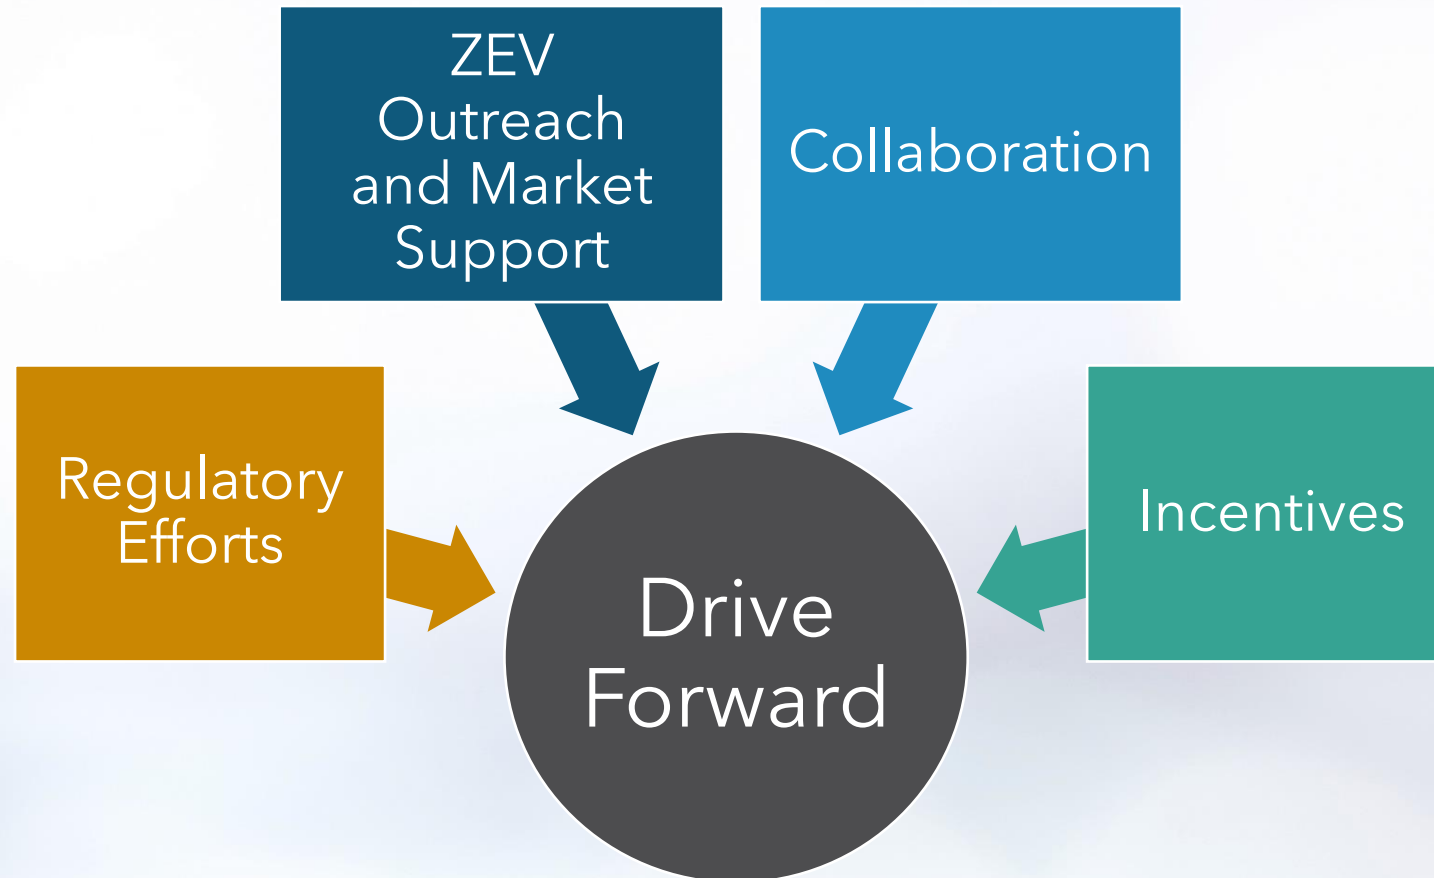 ZEV
Outreach
and Market
Support
Collaboration
Regulatory
Efforts
Incentives
Drive
Forward